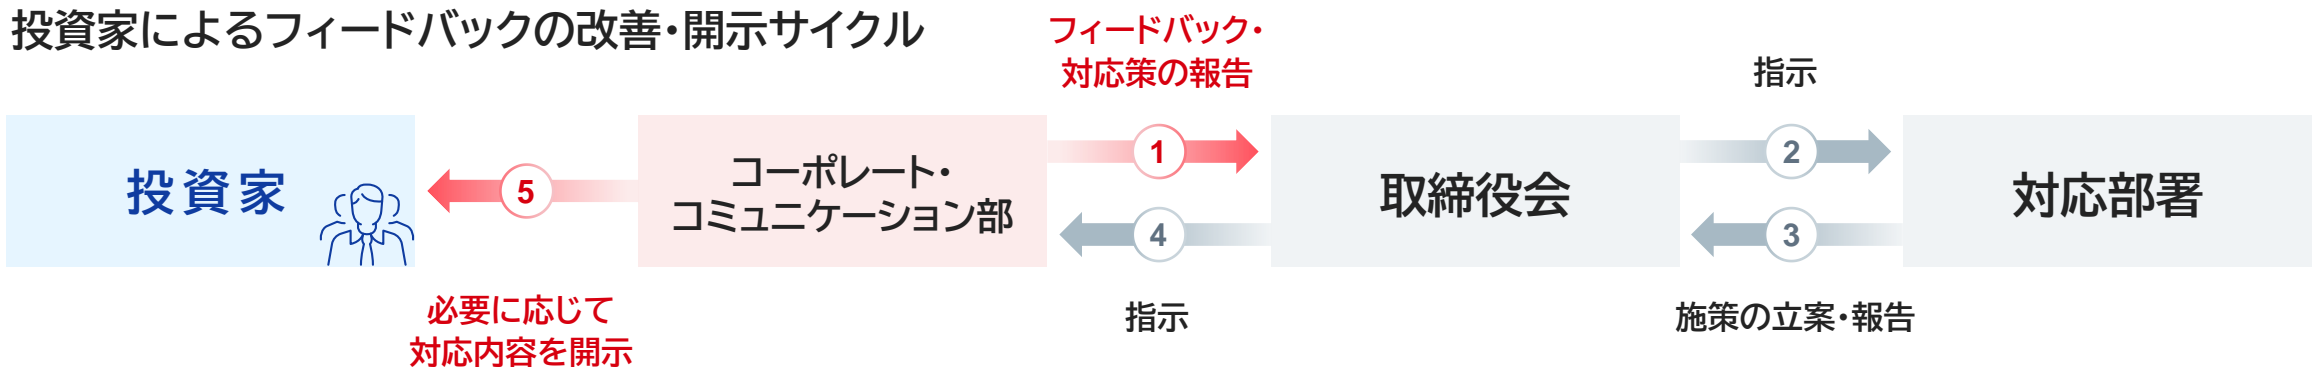 投資家によるフィードバックの改善・開示サイクル
フィードバック・
対応策の報告
指示
投資家
5
コーポレート・
コミュニケーション部
1
4
取締役会
2
3
対応部署
必要に応じて
対応内容を開示
指示
施策の立案・報告